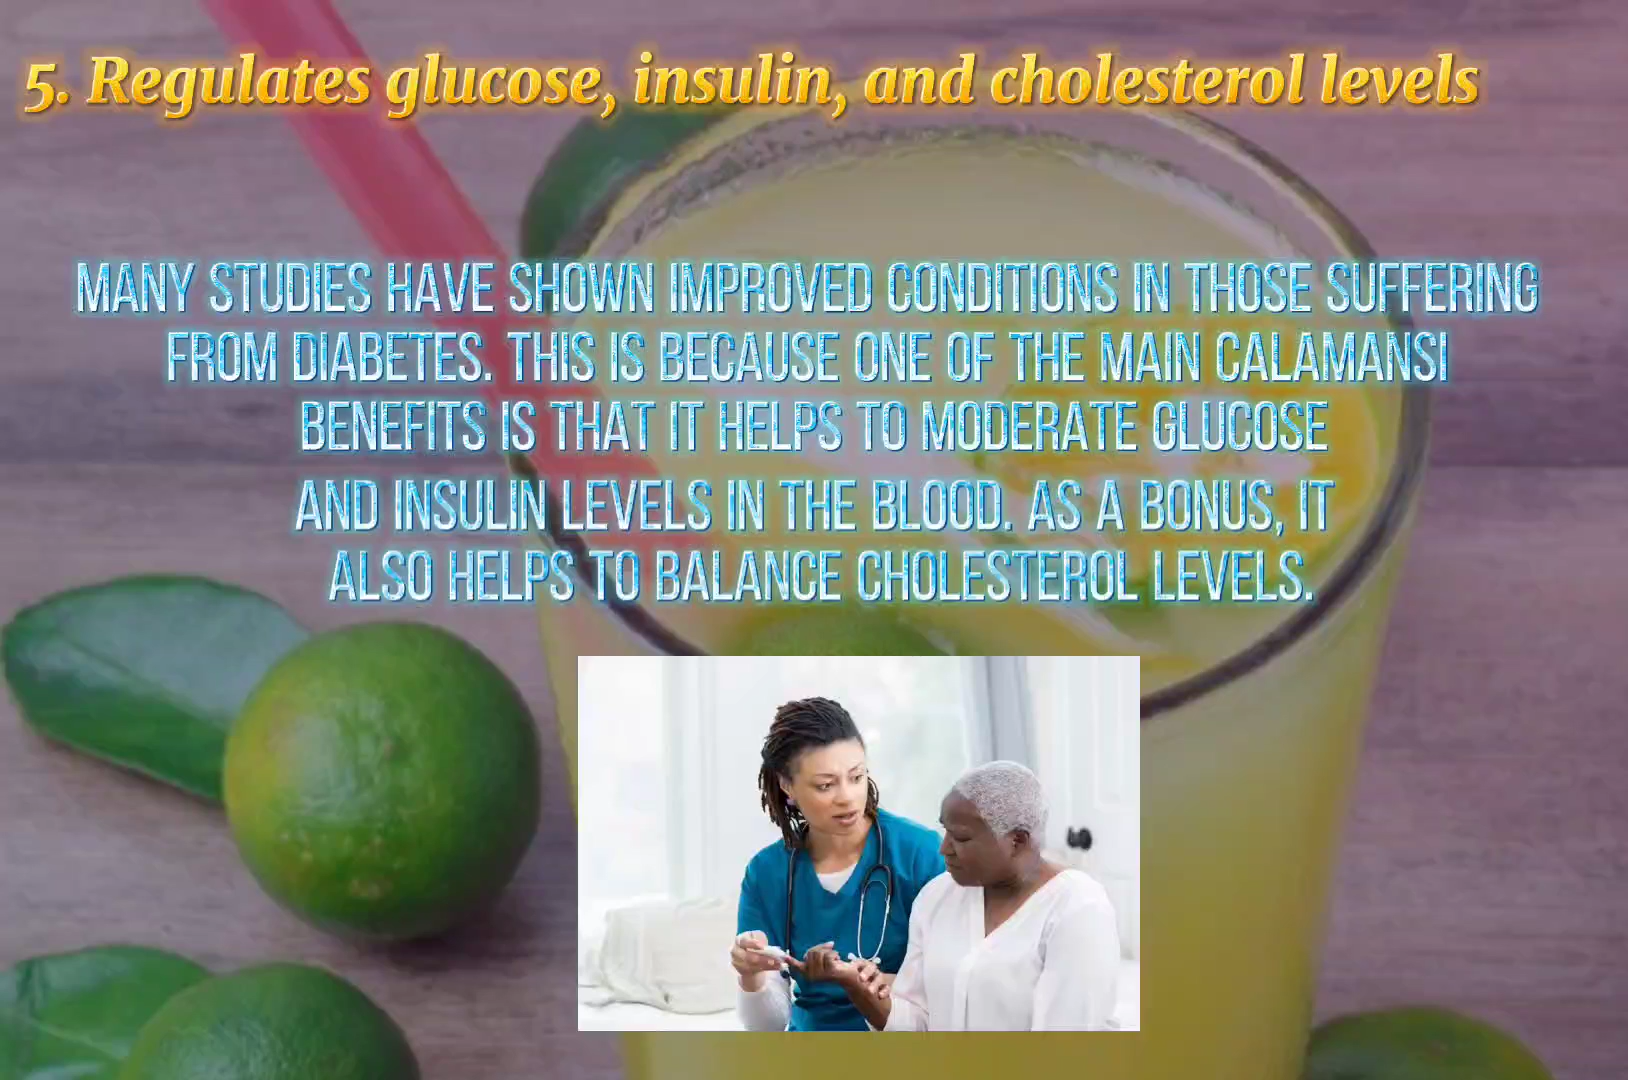 5. Regulates glucose, insulin, and cholesterol levels
MANY STUDIES HAVE SHOWN IMPROVED CONDITIONS IN THOSE SUFFERING
FROM DIABETES. THIS IS BECAUSE ONE OF THE MAIN CALAMANSI
BENEFITS IS THAT IT HELPS TO MODERATE GLUCOSE
AND INSULIN LEVELS IN THE BLOOD. AS A BONUS, IT
ALSO HELPS TO BALANCE CHOLESTEROL LEVELS.